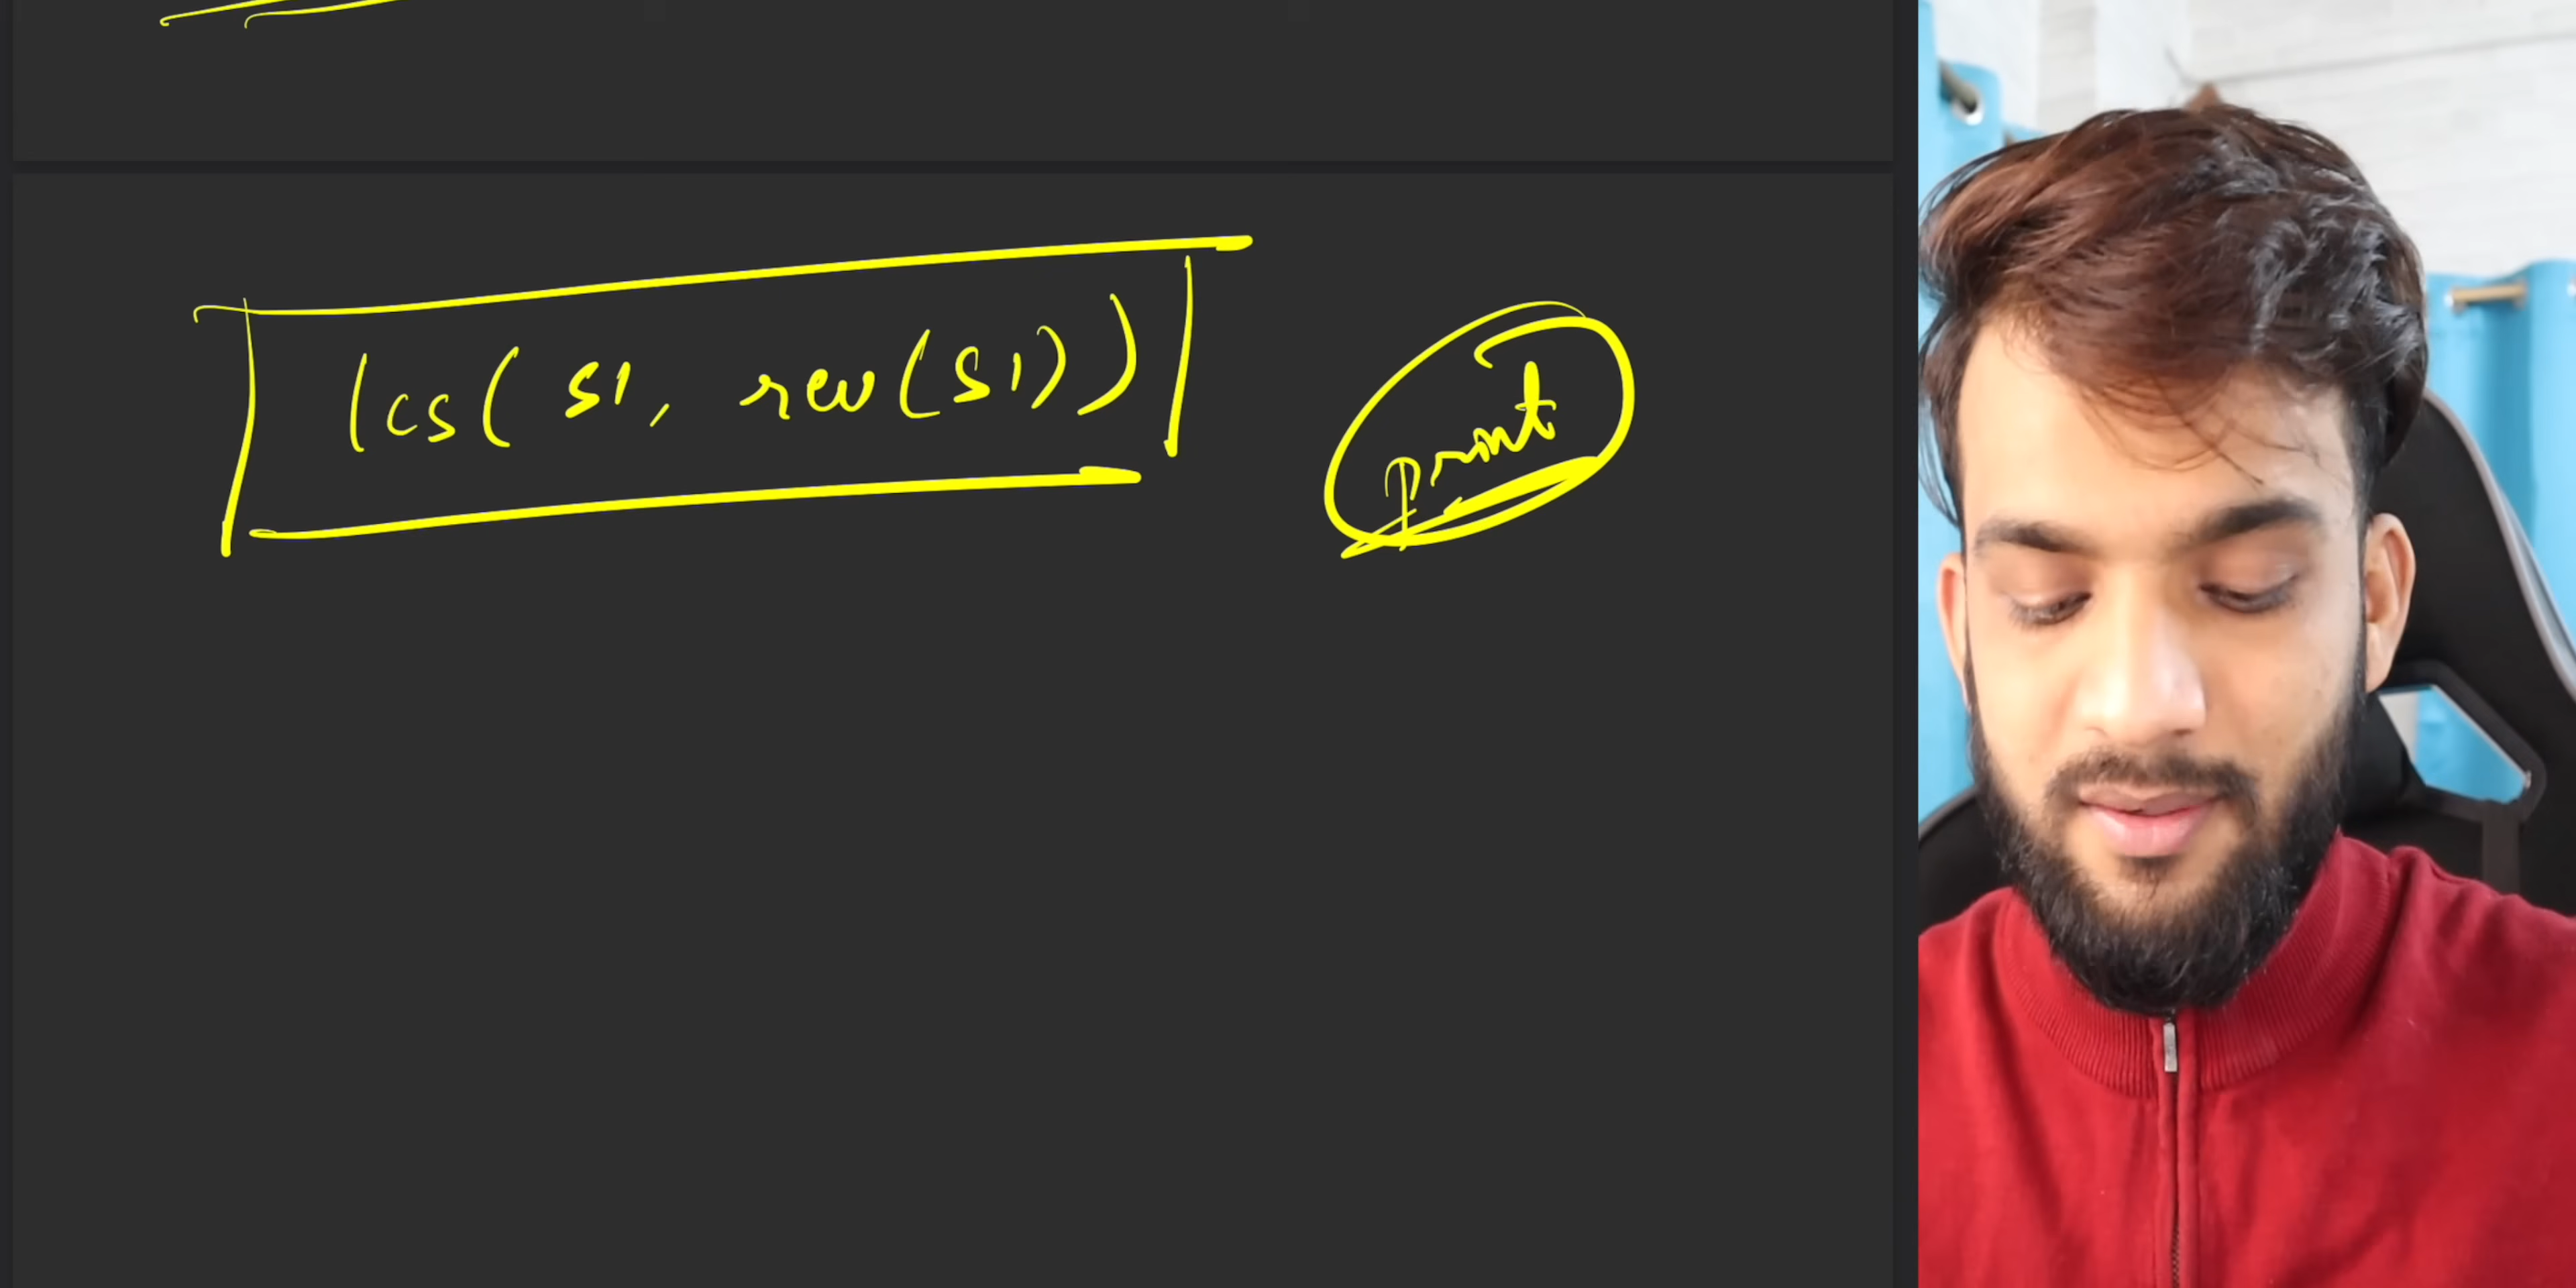 lcs( s1, rev(s1))
print